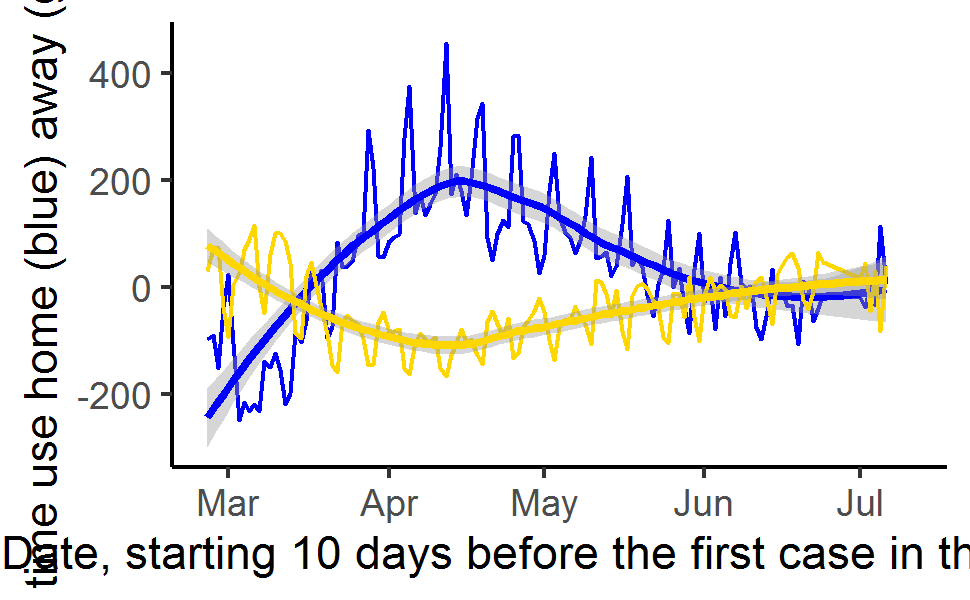 time use home (blue) away (
400
200
0
-200
Mar Apr May Jun Jul
Date, starting 10 days before the first case in th